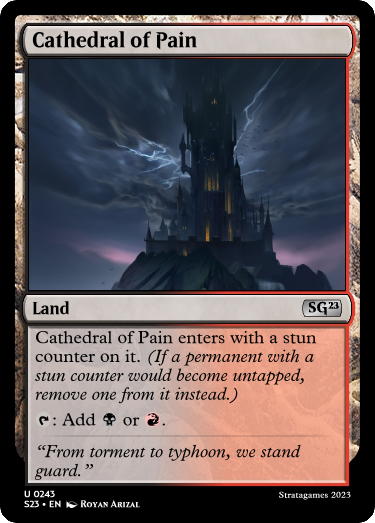 Cathedral of Pain
Land
SG23
Cathedral of Pain enters with a stun
counter on it. (If a permanent with a
stun counter would become untapped,
remove one from it instead.)
: Add or .
“From torment to typhoon, we stand
guard.”
U 0243
S23 • EN Royan Arizal
Stratagames 2023